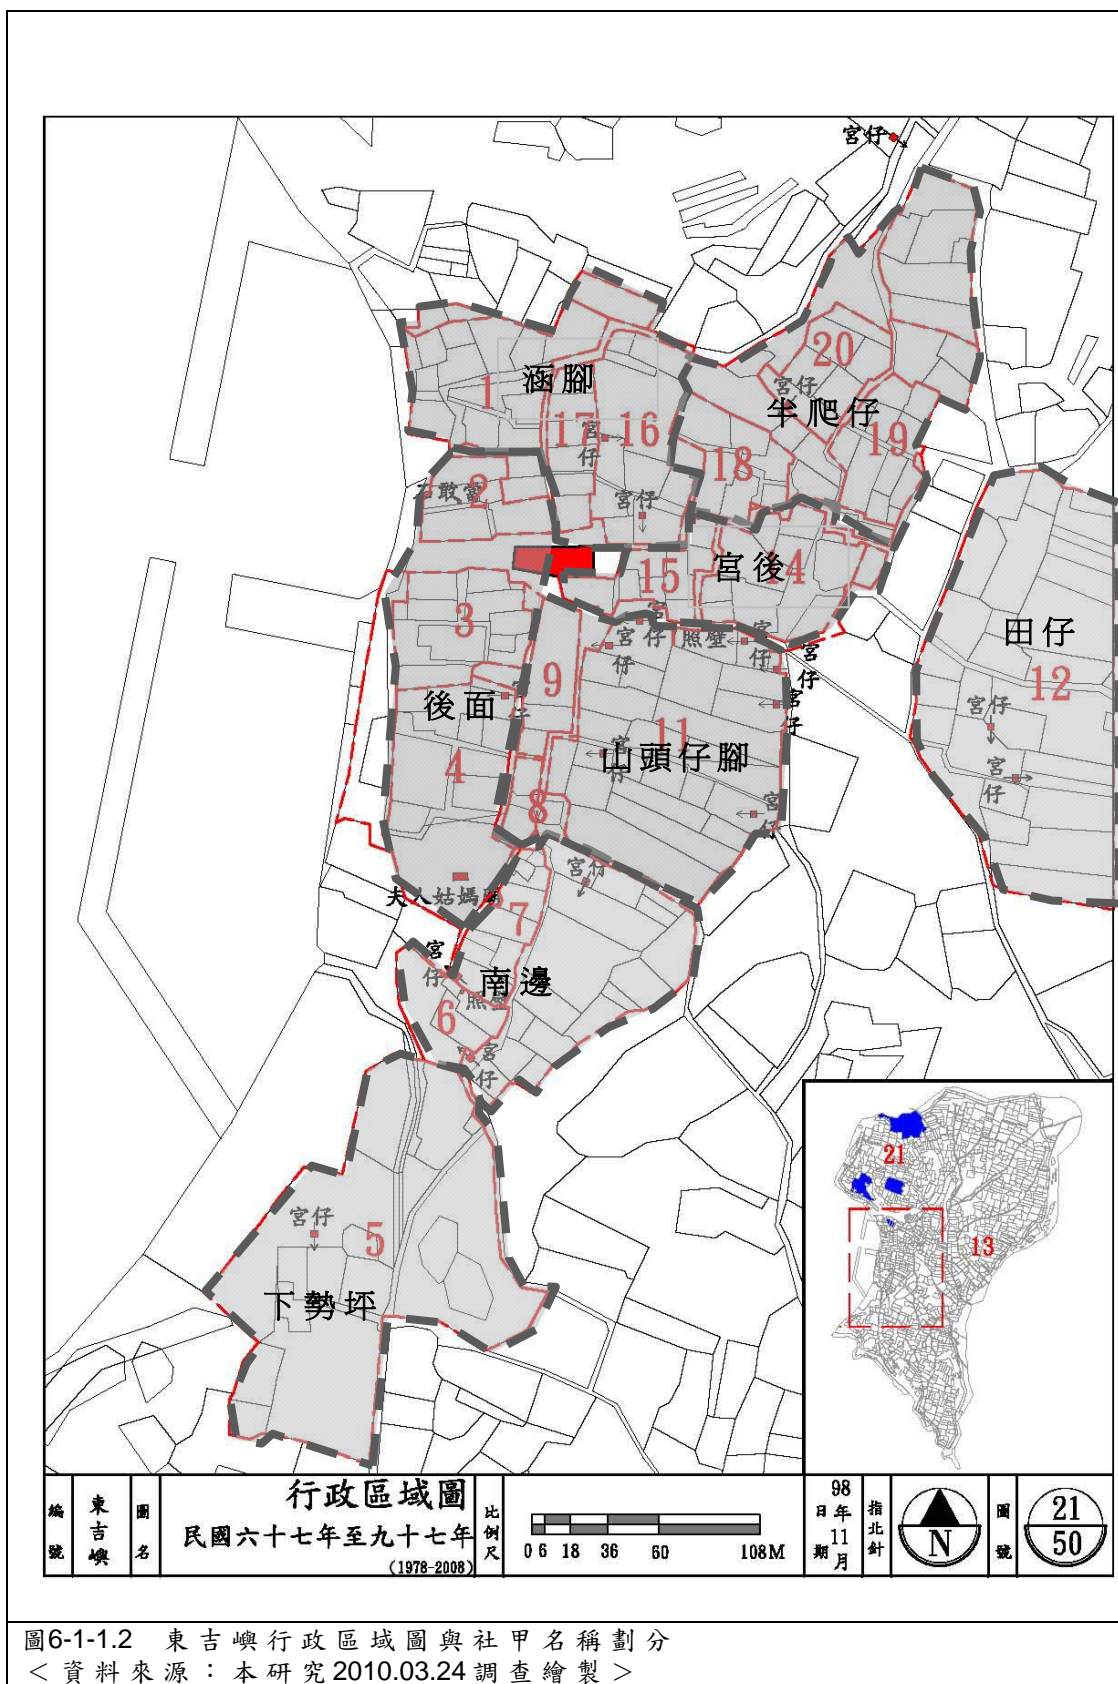 宮仔
20
涵腳
宮仔
半爬仔
1
17
16
宮仔
19
18
2
石敢當
宮仔
宮後
14
15
3
宮仔
宮仔
照壁
宮仔
宮仔
田仔
12
9
後面
宮仔
宮仔
宮仔
11
山頭仔腳
宮仔
4
宮仔
8
宮仔
宮仔
夫人姑媽廟
7
宮仔
南邊
照壁
6
宮仔
21
宮仔
5
13
下勢坪
編號
東吉嶼
圖名
行政區域圖
民國六十七年至九十七年
(1978-2008)
比例尺
0 6 18 36 60 108M
日期
98年11月
指北針
N
圖號
21
50
圖6-1-1.2 東吉嶼行政區域圖與社甲名稱劃分
＜資料來源：本研究2010.03.24調查繪製＞